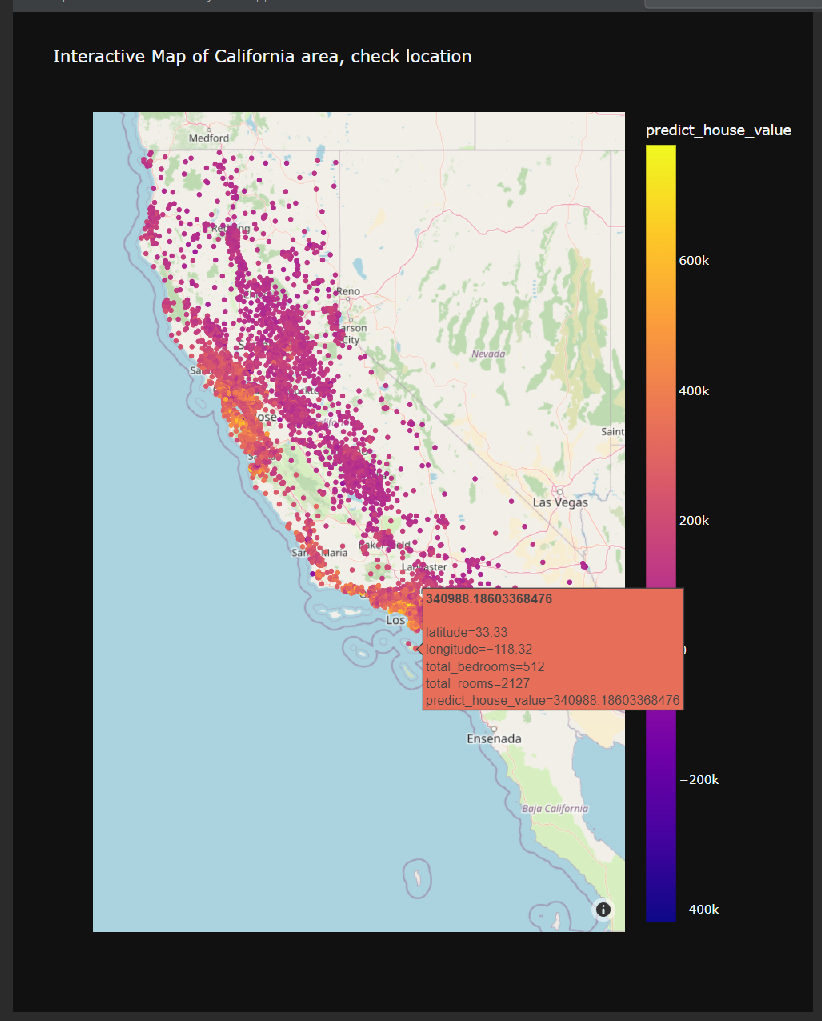 Interactive Map of California area, check location
predict_house_value
Medford
600k
Reno
Carson
City
Nevada
400k
Saint
Las Vegas
200k
Santa Maria
Bakersfield
Lancaster
Los
340988.18603368476
latitude=33.33
longitude=−118.32
total_bedrooms=512
total_rooms=2127
predict_house_value=340988.18603368476
Ensenada
−200k
Baja California
400k